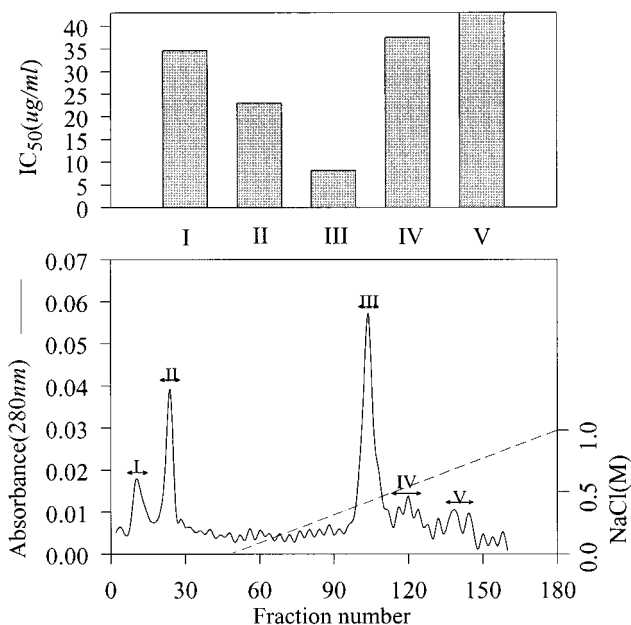 IC50(ug/ml)
40
35
30
25
20
15
10
5
0
I II III IV V
Absorbance(280nm)
0.07
0.06
0.05
0.04
0.03
0.02
0.01
0.00
I
II
III
IV
V
1.0
0.5
0.0
NaCl(M)
0 30 60 90 120 150 180
Fraction number